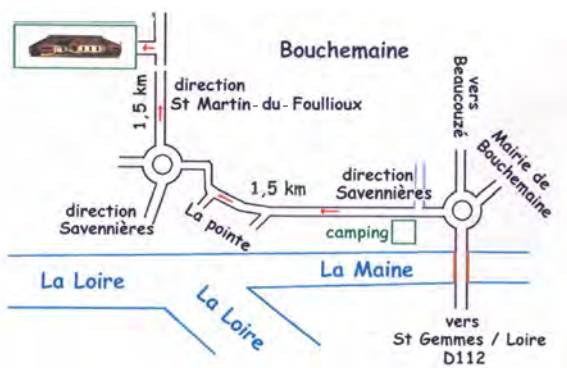 Bouchemaine
direction
St Martin-du-Foullioux
1,5 km
vers
Beaucouzé
Mairie de
Bouchemaine
direction
Savennières
1,5 km
direction
Savennières
La pointe
camping
La Maine
La Loire
La Loire
vers
St Gemmes / Loire
D112